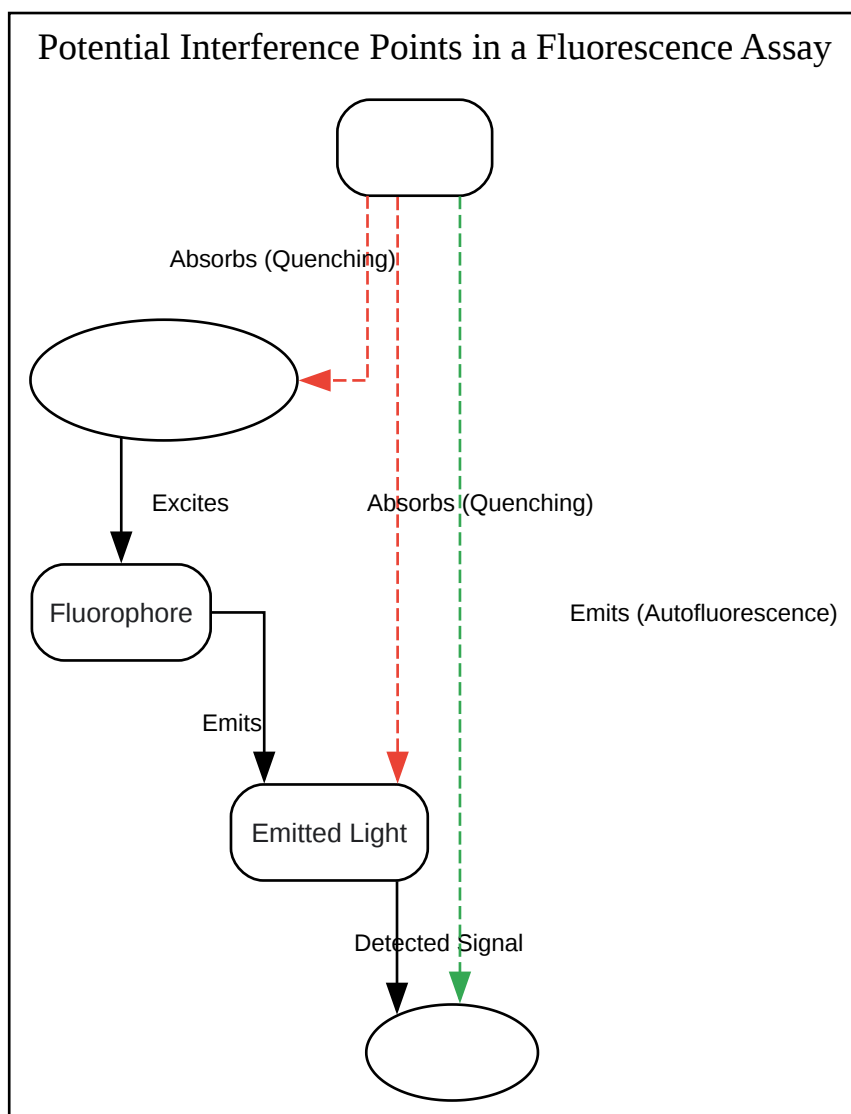 Potential Interference Points in a Fluorescence Assay
Absorbs (Quenching)
Excites
Absorbs (Quenching)
Fluorophore
Emits (Autofluorescence)
Emits
Emitted Light
Detected Signal